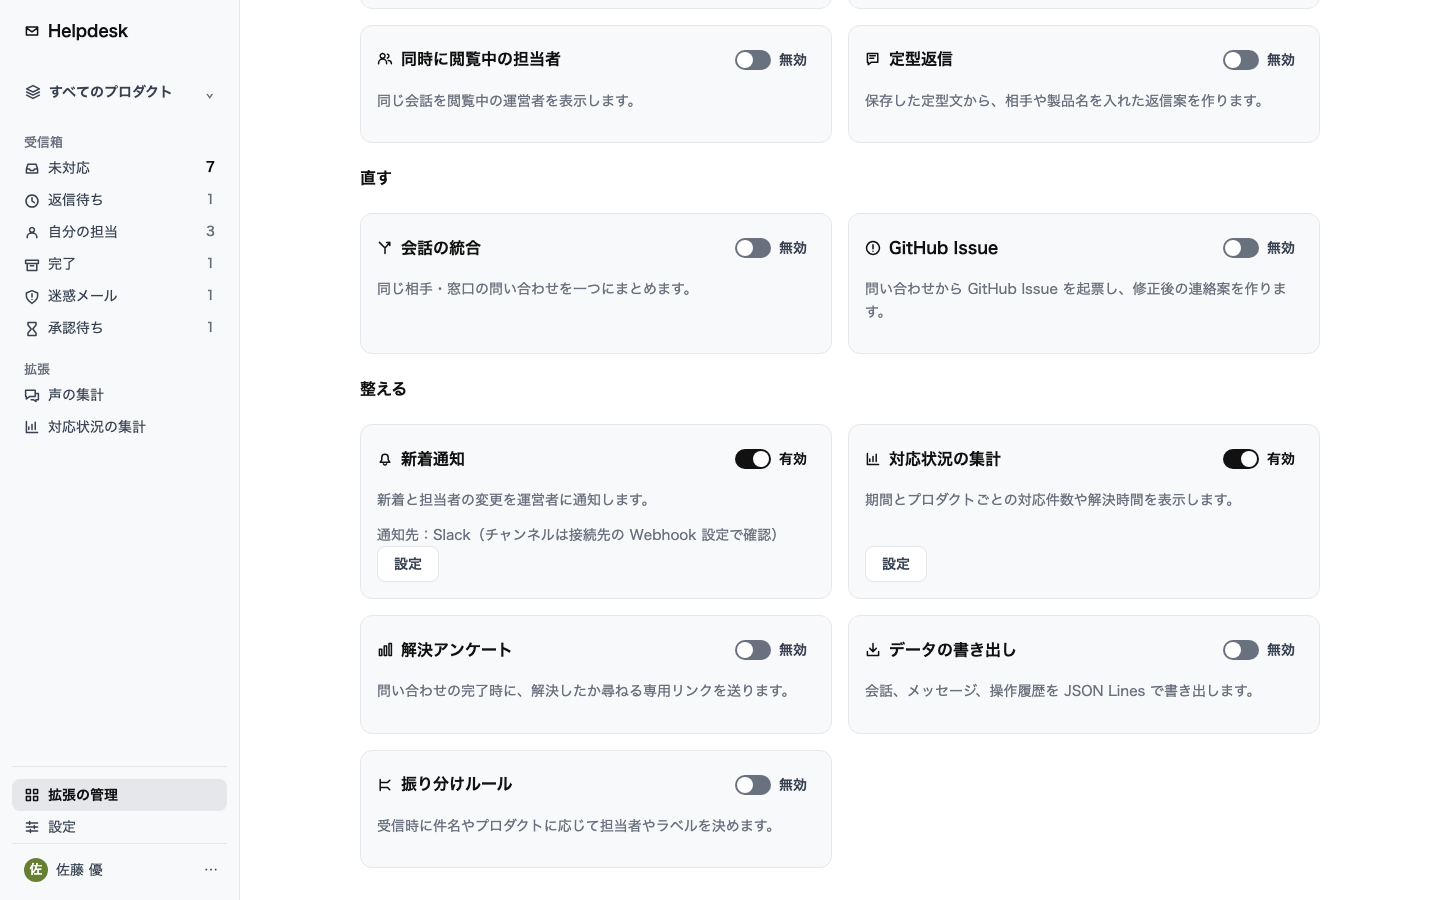 Helpdesk
すべてのプロダクト
受信箱
未対応 7
返信待ち 1
自分の担当 3
完了 1
迷惑メール 1
承認待ち 1
拡張
声の集計
対応状況の集計
拡張の管理
設定
佐 佐藤 優 …
同時に閲覧中の担当者 無効
同じ会話を閲覧中の運営者を表示します。
定型返信 無効
保存した定型文から、相手や製品名を入れた返信案を作ります。
直す
会話の統合 無効
同じ相手・窓口の問い合わせを一つにまとめます。
GitHub Issue 無効
問い合わせから GitHub Issue を起票し、修正後の連絡案を作りま
す。
整える
新着通知 有効
新着と担当者の変更を運営者に通知します。
通知先：Slack（チャンネルは接続先の Webhook 設定で確認）
設定
対応状況の集計 有効
期間とプロダクトごとの対応件数や解決時間を表示します。
設定
解決アンケート 無効
問い合わせの完了時に、解決したか尋ねる専用リンクを送ります。
データの書き出し 無効
会話、メッセージ、操作履歴を JSON Lines で書き出します。
振り分けルール 無効
受信時に件名やプロダクトに応じて担当者やラベルを決めます。